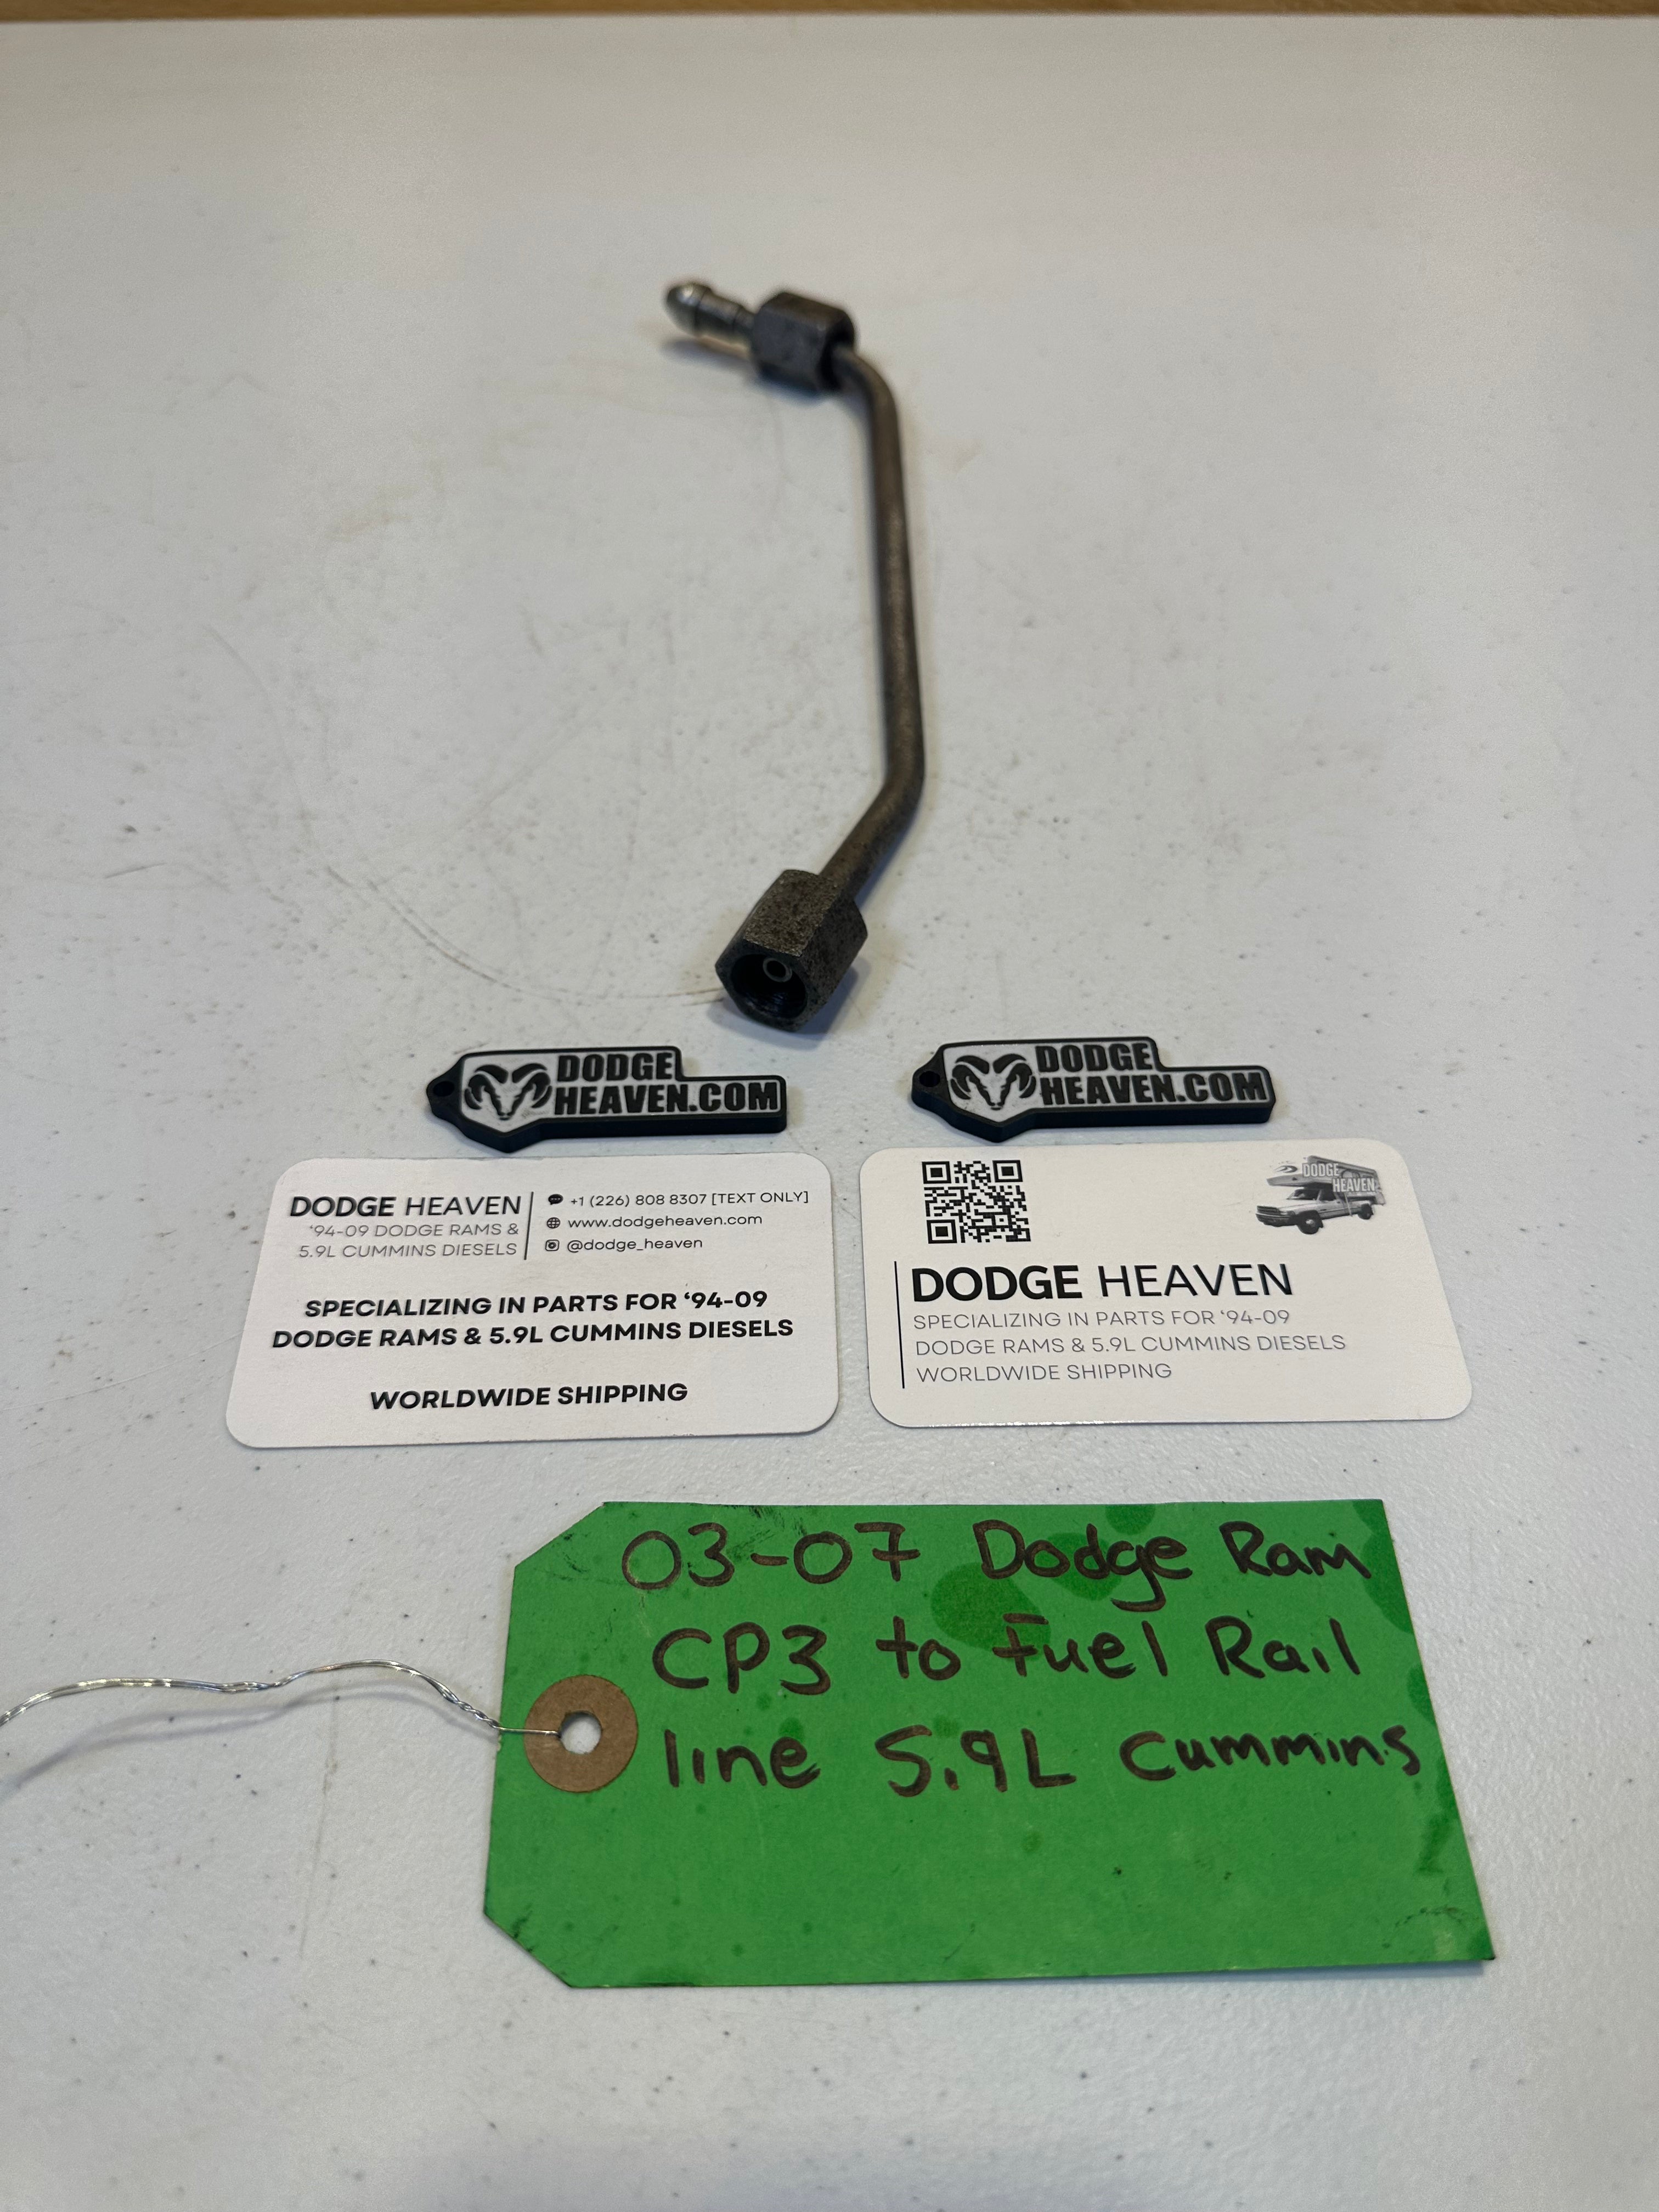 DODGE
HEAVEN.COM
DODGE
HEAVEN.COM
DODGE HEAVEN
'94-09 DODGE RAMS &
5.9L CUMMINS DIESELS
+1 (226) 808 8307 [TEXT ONLY]
www.dodgeheaven.com
@dodge_heaven
SPECIALIZING IN PARTS FOR '94-09
DODGE RAMS & 5.9L CUMMINS DIESELS
WORLDWIDE SHIPPING
DODGE
HEAVEN
DODGE HEAVEN
SPECIALIZING IN PARTS FOR '94-09
DODGE RAMS & 5.9L CUMMINS DIESELS
WORLDWIDE SHIPPING
03-07 Dodge Ram
CP3 to Fuel Rail
line 5.9L Cummins